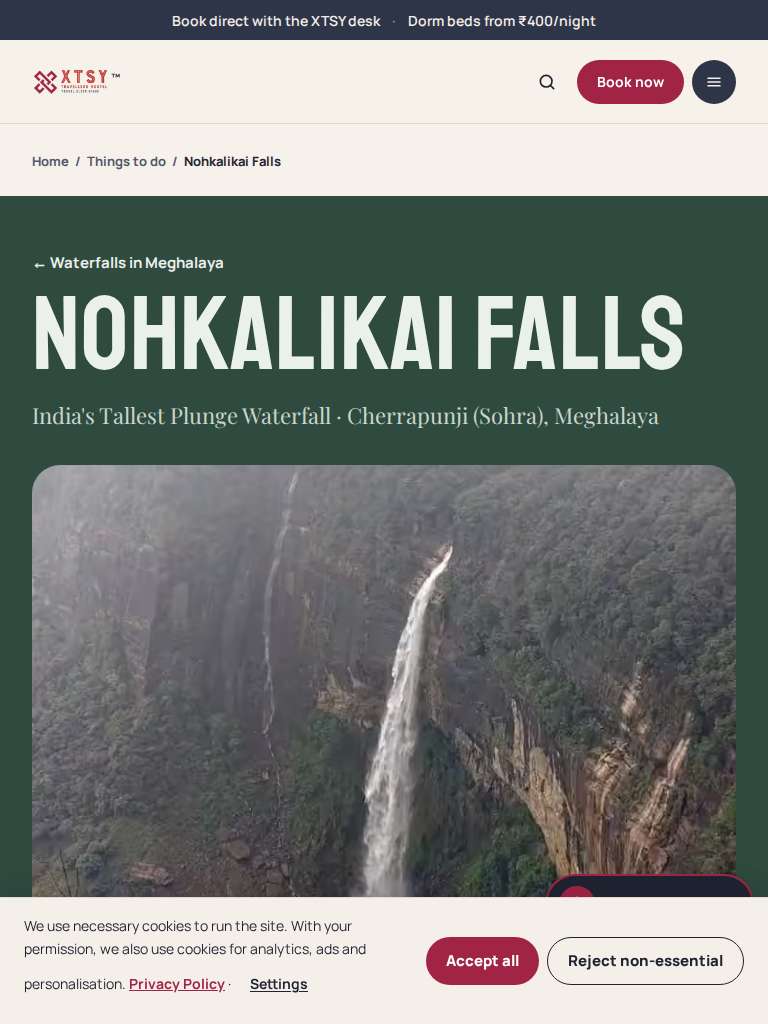 Book direct with the XTSY desk · Dorm beds from ₹400/night
XTSY™
TRAVELLERS HOSTEL
Book now
Home / Things to do / Nohkalikai Falls
← Waterfalls in Meghalaya
NOHKALIKAI FALLS
India's Tallest Plunge Waterfall · Cherrapunji (Sohra), Meghalaya
We use necessary cookies to run the site. With your
permission, we also use cookies for analytics, ads and
personalisation. Privacy Policy · Settings
Accept all
Reject non-essential